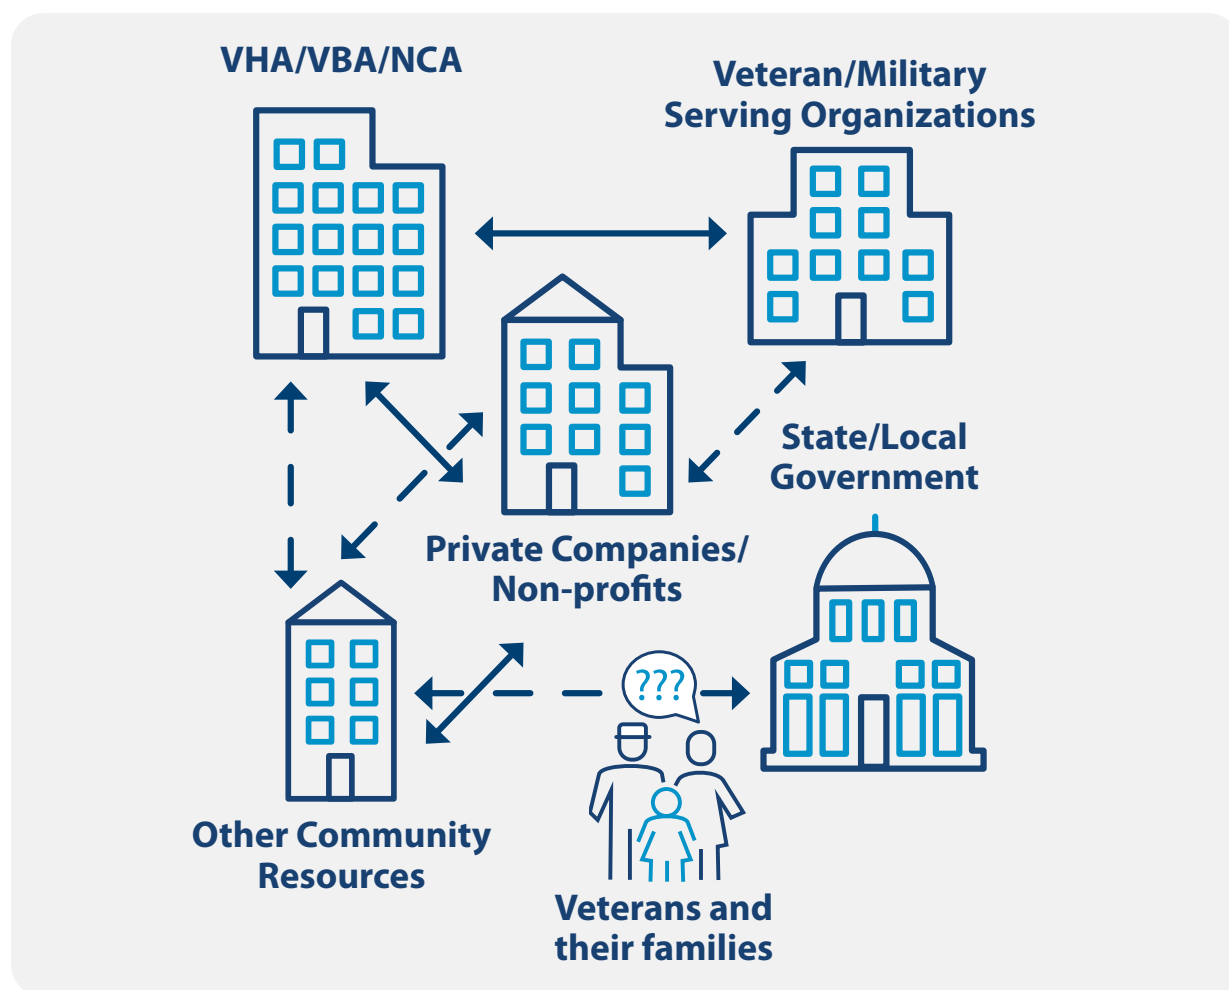 VHA/VBA/NCA
Veteran/Military
Serving Organizations
State/Local
Government
Private Companies/
Non-profits
???
Other Community
Resources
Veterans and
their families